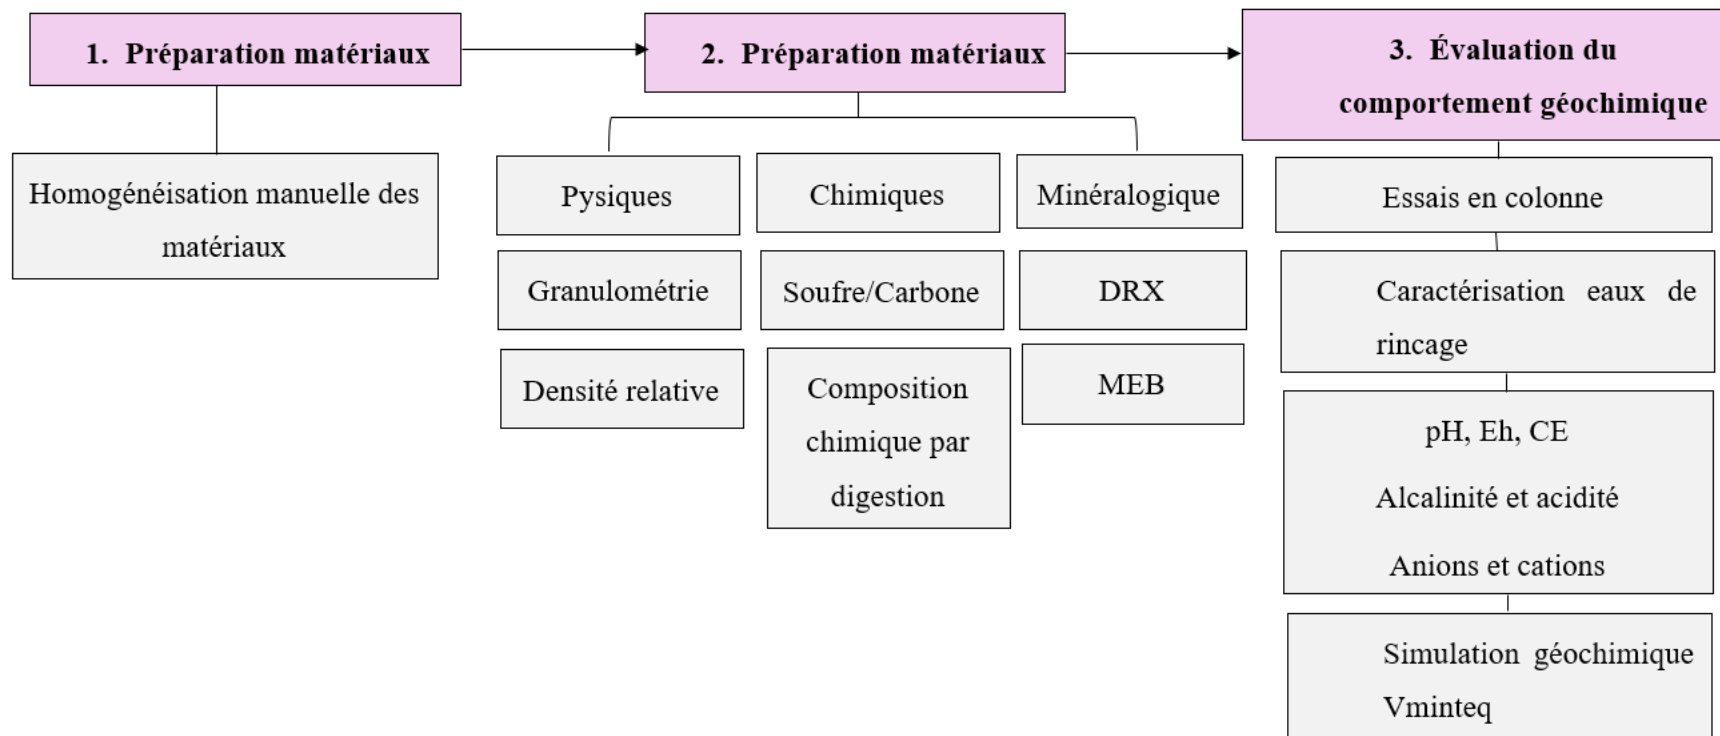 1. Préparation matériaux
2. Préparation matériaux
3. Évaluation du
comportement géochimique
Homogénéisation manuelle des
matériaux
Pysiques
Chimiques
Minéralogique
Granulométrie
Soufre/Carbone
DRX
Densité relative
Composition
chimique par
digestion
MEB
Essais en colonne
Caractérisation eaux de
rincage
pH, Eh, CE
Alcalinité et acidité
Anions et cations
Simulation géochimique
Vminteq